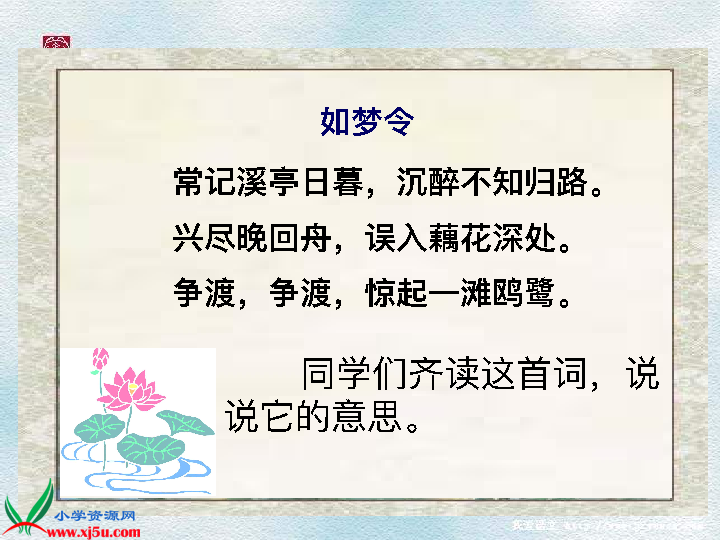 如梦令
常记溪亭日暮，沉醉不知归路。
兴尽晚回舟，误入藕花深处。
争渡，争渡，惊起一滩鸥鹭。
同学们齐读这首词，说
说它的意思。
小学资源网
www.xj5u.com